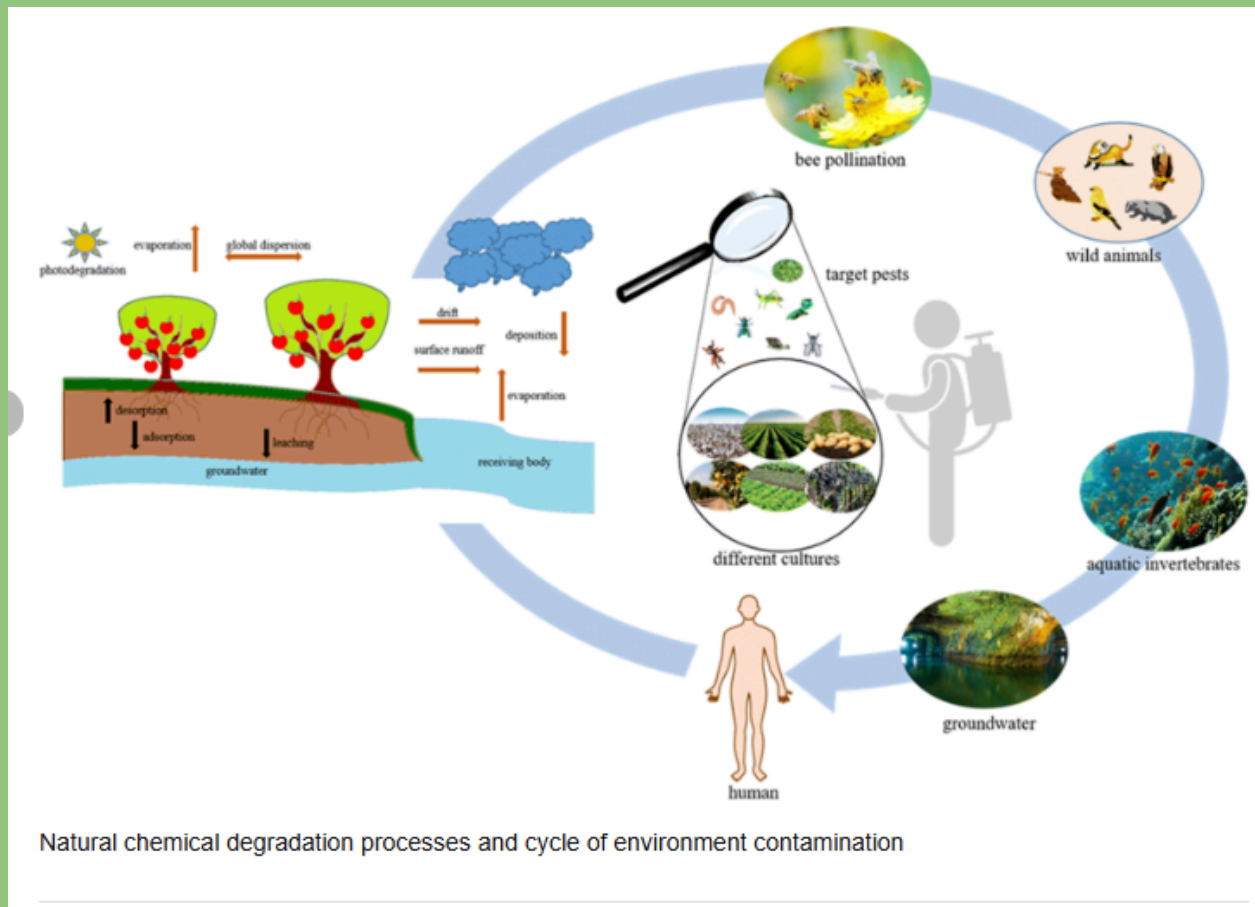 bee pollination
wild animals
evaporation
global dispersion
photodegradation
target pests
drift
deposition
surface runoff
evaporation
desorption
adsorption
leaching
groundwater
receiving body
different cultures
aquatic invertebrates
groundwater
human
Natural chemical degradation processes and cycle of environment contamination